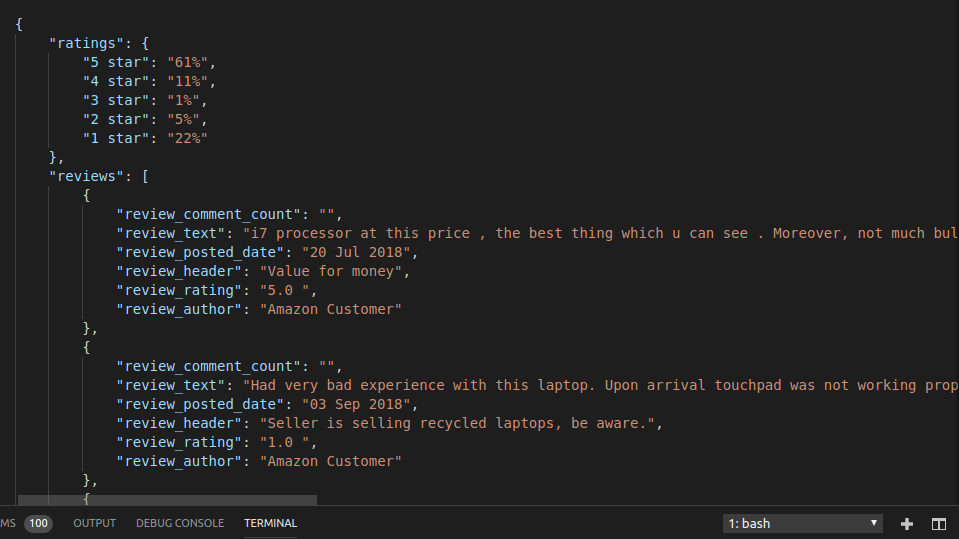 {
"ratings": {
"5 star": "61%",
"4 star": "11%",
"3 star": "1%",
"2 star": "5%",
"1 star": "22%"
},
"reviews": [
{
"review_comment_count": "",
"review_text": "i7 processor at this price , the best thing which u can see . Moreover, not much bul
"review_posted_date": "20 Jul 2018",
"review_header": "Value for money",
"review_rating": "5.0 ",
"review_author": "Amazon Customer"
},
{
"review_comment_count": "",
"review_text": "Had very bad experience with this laptop. Upon arrival touchpad was not working prop
"review_posted_date": "03 Sep 2018",
"review_header": "Seller is selling recycled laptops, be aware.",
"review_rating": "1.0 ",
"review_author": "Amazon Customer"
},
{
MS 100 OUTPUT DEBUG CONSOLE TERMINAL 1: bash